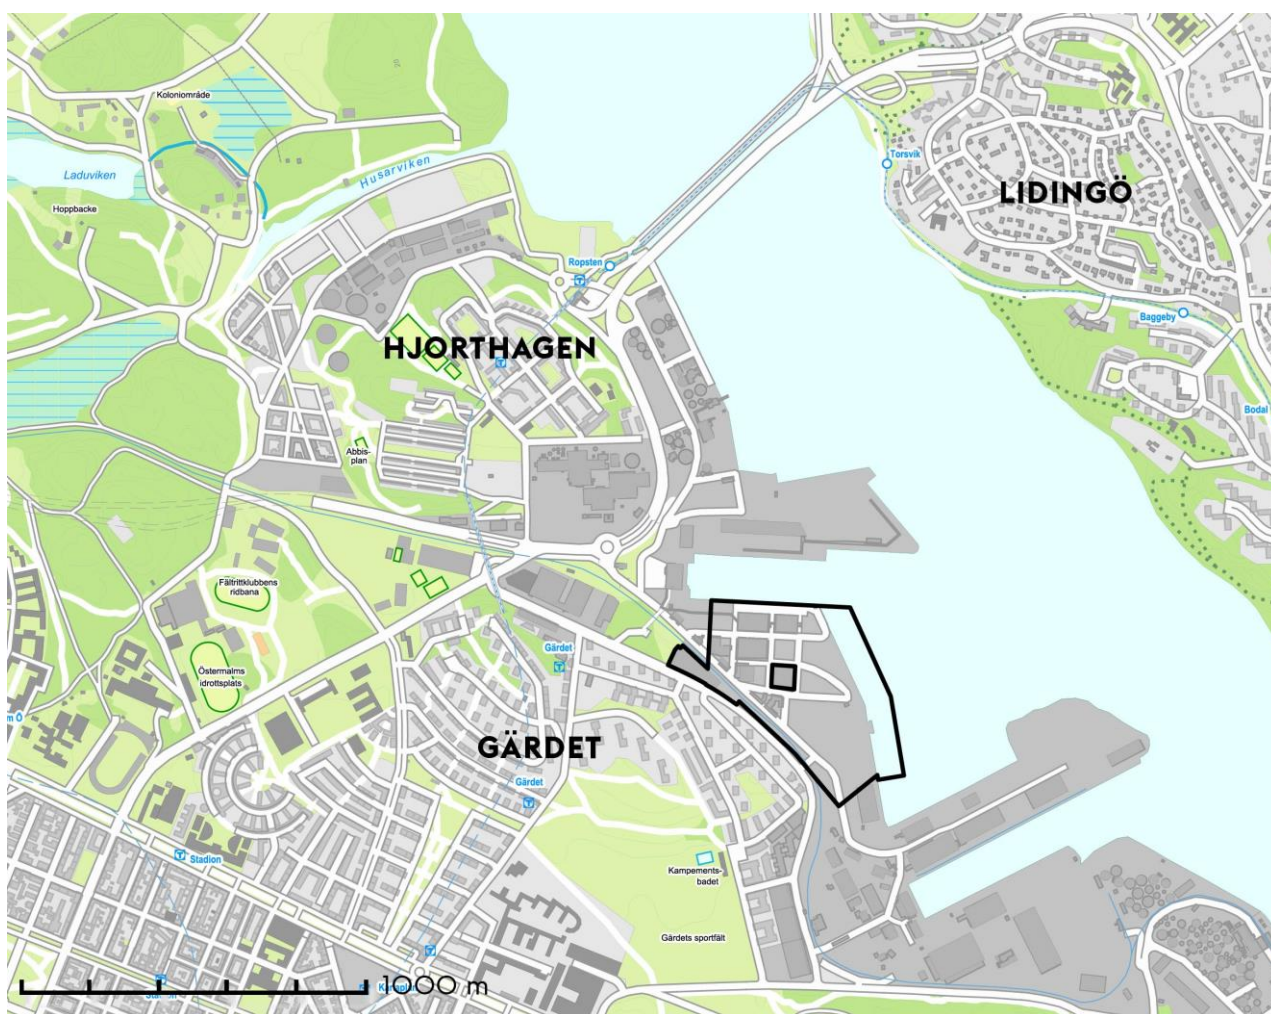 Koloniområde
Laduviken
Husarviken
Hoppbacke
Torsvik
LIDINGÖ
Ropsten
Baggeby
HJORTHAGEN
Bodal
Abbis-
plan
Fältrittklubbens
ridbana
Gärdet
Östermalms
idrottsplats
GÄRDET
Gärdet
Stadion
Kampements-
badet
Gärdets sportfält
1000 m